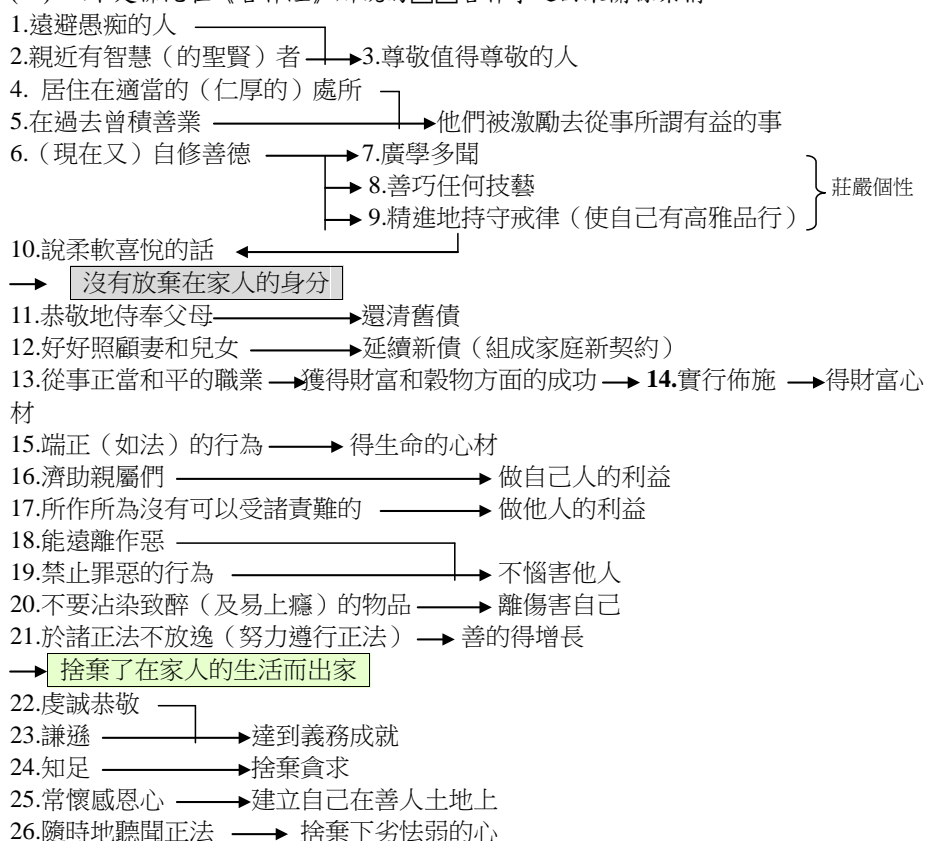 1.遠避愚痴的人
2.親近有智慧（的聖賢）者 3.尊敬值得尊敬的人
4. 居住在適當的（仁厚的）處所
5.在過去曾積善業 他們被激勵去從事所謂有益的事
6.（現在又）自修善德 7.廣學多聞
8.善巧任何技藝 莊嚴個性
9.精進地持守戒律（使自己有高雅品行）
10.說柔軟喜悅的話
沒有放棄在家人的身分
11.恭敬地侍奉父母 還清舊債
12.好好照顧妻和兒女 延續新債（組成家庭新契約）
13.從事正當和平的職業 獲得財富和穀物方面的成功 14.實行佈施 得財富心
材
15.端正（如法）的行為 得生命的心材
16.濟助親屬們 做自己人的利益
17.所作所為沒有可以受諸責難的 做他人的利益
18.能遠離作惡
19.禁止罪惡的行為 不惱害他人
20.不要沾染致醉（及易上癮）的物品 離傷害自己
21.於諸正法不放逸（努力遵行正法） 善的得增長
捨棄了在家人的生活而出家
22.虔誠恭敬
23.謙遜 達到義務成就
24.知足 捨棄貪求
25.常懷感恩心 建立自己在善人土地上
26.隨時地聽聞正法 捨棄下劣怯弱的心